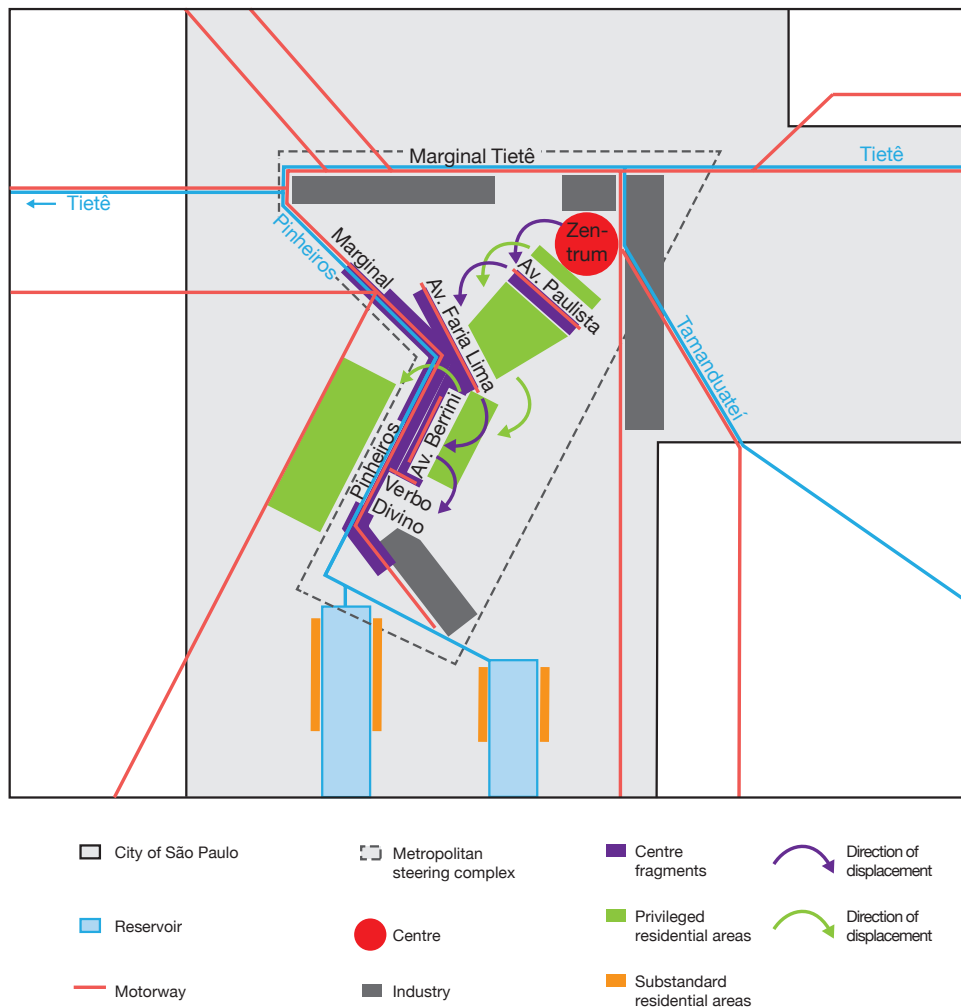 Marginal Tietê
Tietê
Tietê
Pinheiros
Marginal
Zen-
trum
Av. Paulista
Av. Faria Lima
Tamanduateí
Av. Berrini
Pinheiros
Verbo
Divino
City of São Paulo
Reservoir
Motorway
Metropolitan
steering complex
Centre
Industry
Centre
fragments
Privileged
residential areas
Substandard
residential areas
Direction of
displacement
Direction of
displacement